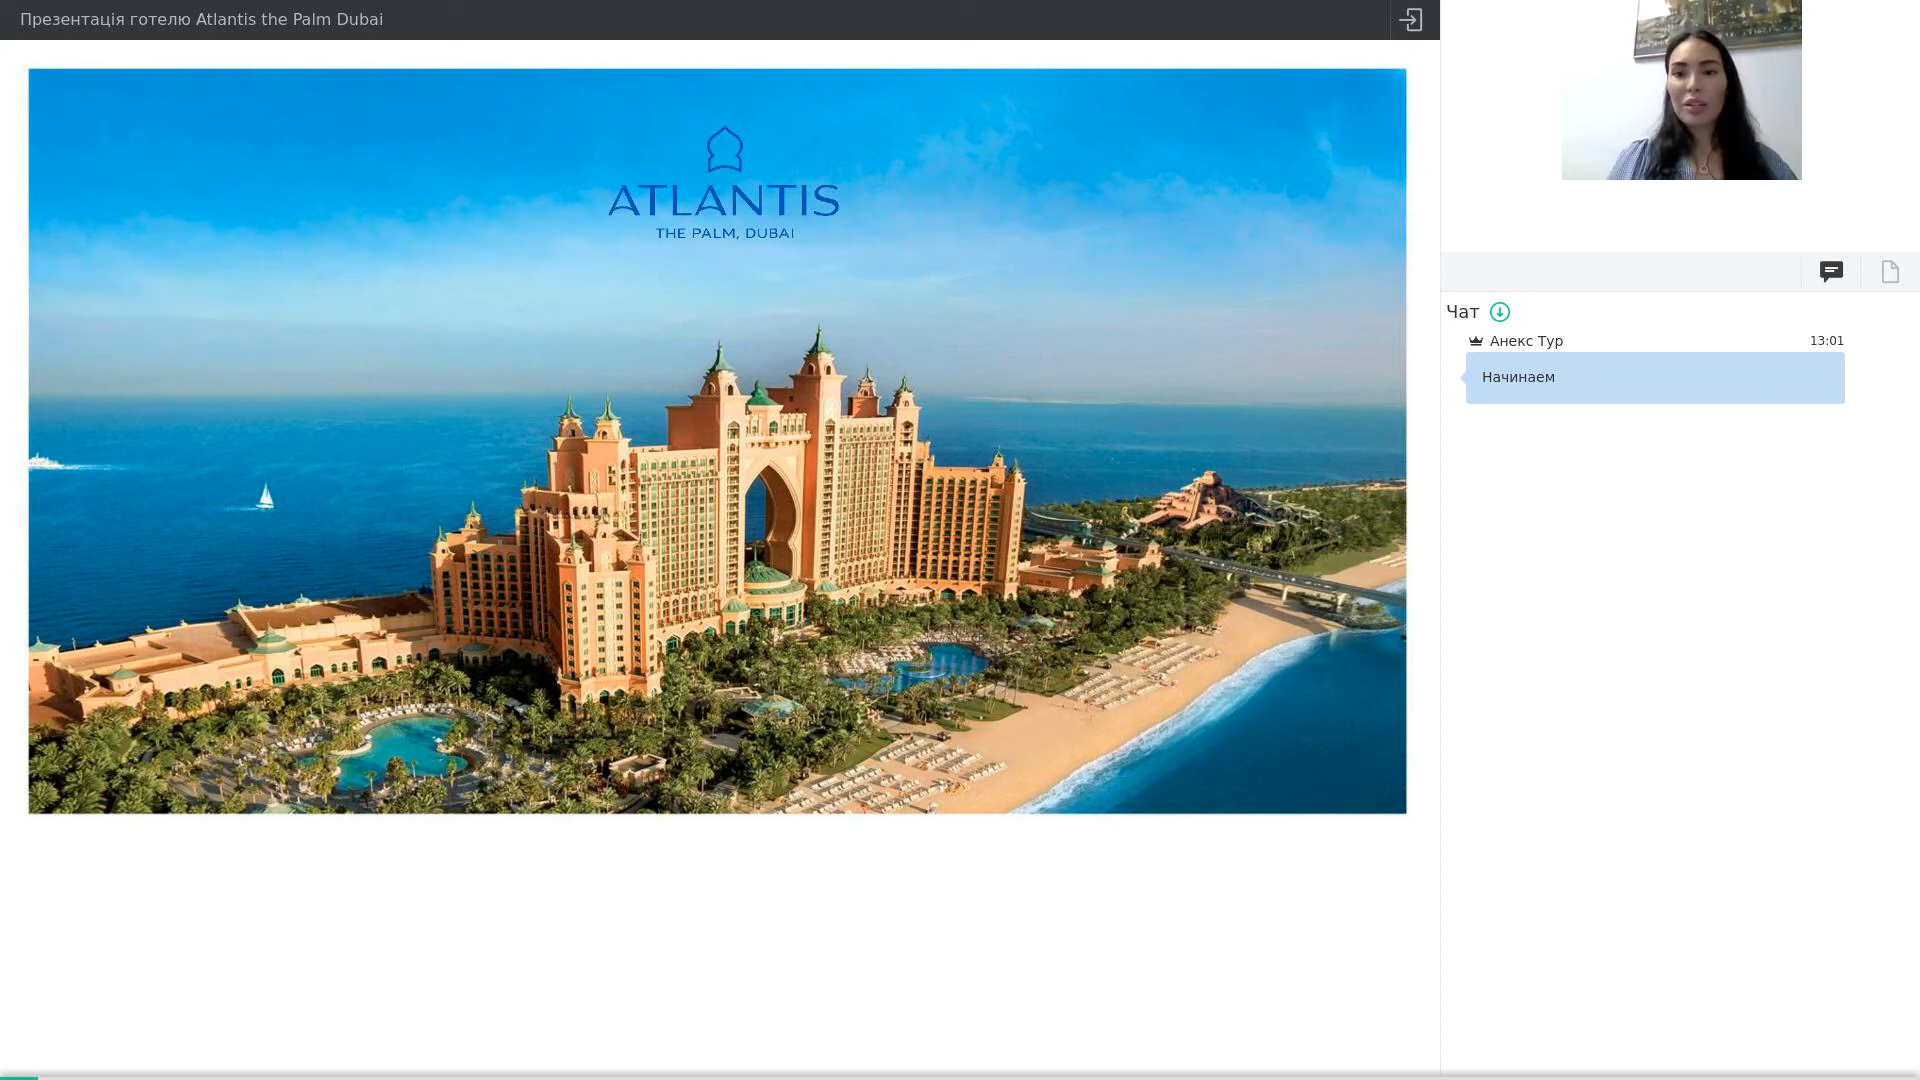 Презентація готелю Atlantis the Palm Dubai
ATLANTIS
THE PALM, DUBAI
Чат
Анекс Тур
13:01
Начинаем